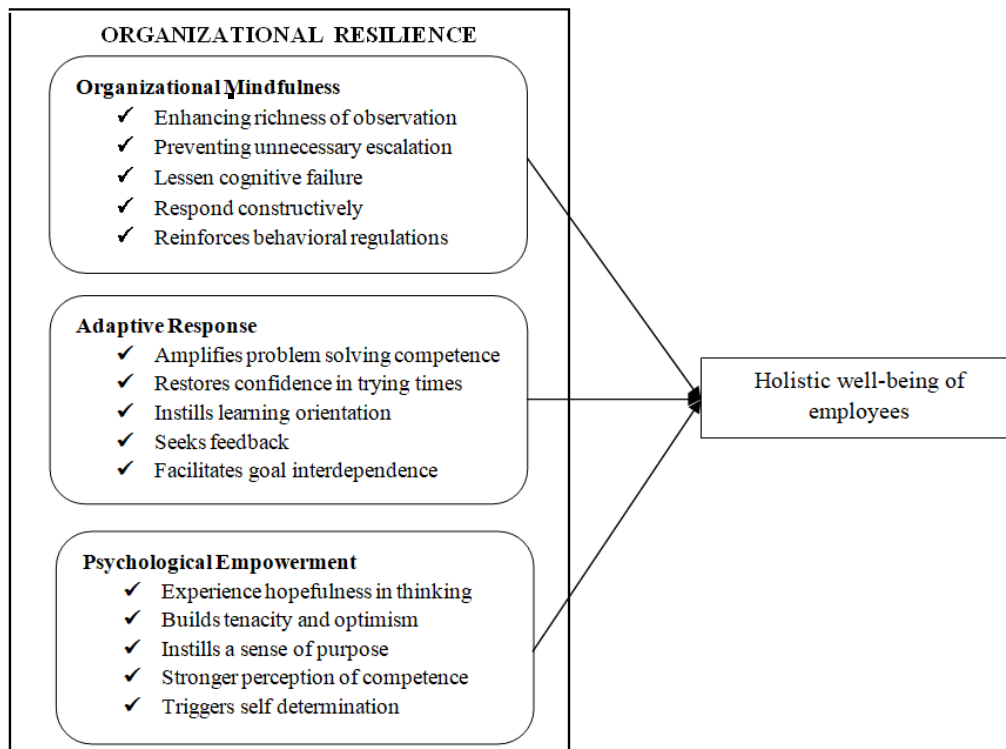 ORGANIZATIONAL RESILIENCE
Organizational Mindfulness
✓ Enhancing richness of observation
✓ Preventing unnecessary escalation
✓ Lessen cognitive failure
✓ Respond constructively
✓ Reinforces behavioral regulations
Adaptive Response
✓ Amplifies problem solving competence
✓ Restores confidence in trying times
✓ Instills learning orientation
✓ Seeks feedback
✓ Facilitates goal interdependence
Psychological Empowerment
✓ Experience hopefulness in thinking
✓ Builds tenacity and optimism
✓ Instills a sense of purpose
✓ Stronger perception of competence
✓ Triggers self determination
Holistic well-being of
employees